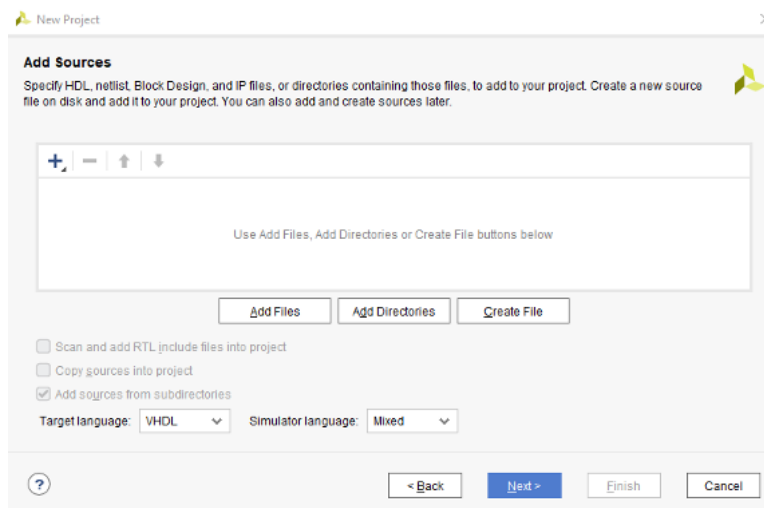 New Project
Add Sources
Specify HDL, netlist, Block Design, and IP files, or directories containing those files, to add to your project. Create a new source
file on disk and add it to your project. You can also add and create sources later.
Use Add Files, Add Directories or Create File buttons below
Add Files Add Directories Create File
Scan and add RTL include files into project
Copy sources into project
Add sources from subdirectories
Target language: VHDL Simulator language: Mixed
? < Back Next > Finish Cancel